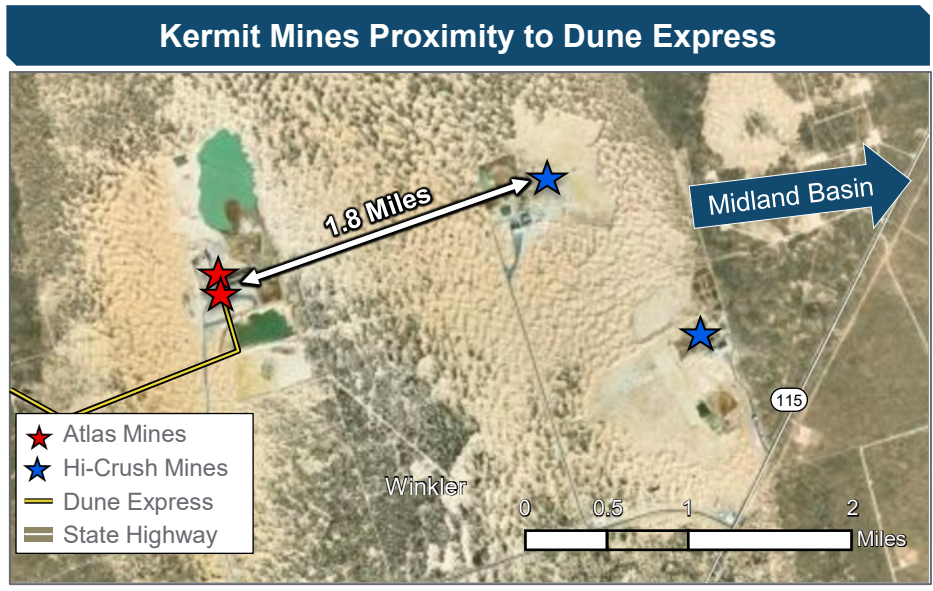 Kermit Mines Proximity to Dune Express
1.8 Miles
Midland Basin
115
Winkler
Atlas Mines
Hi-Crush Mines
Dune Express
State Highway
0 0.5 1 2
Miles